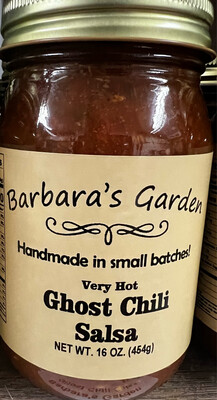 Barbara's Garden
Handmade in small batches!
Very Hot
Ghost Chili
Salsa
NET WT. 16 OZ. (454g)